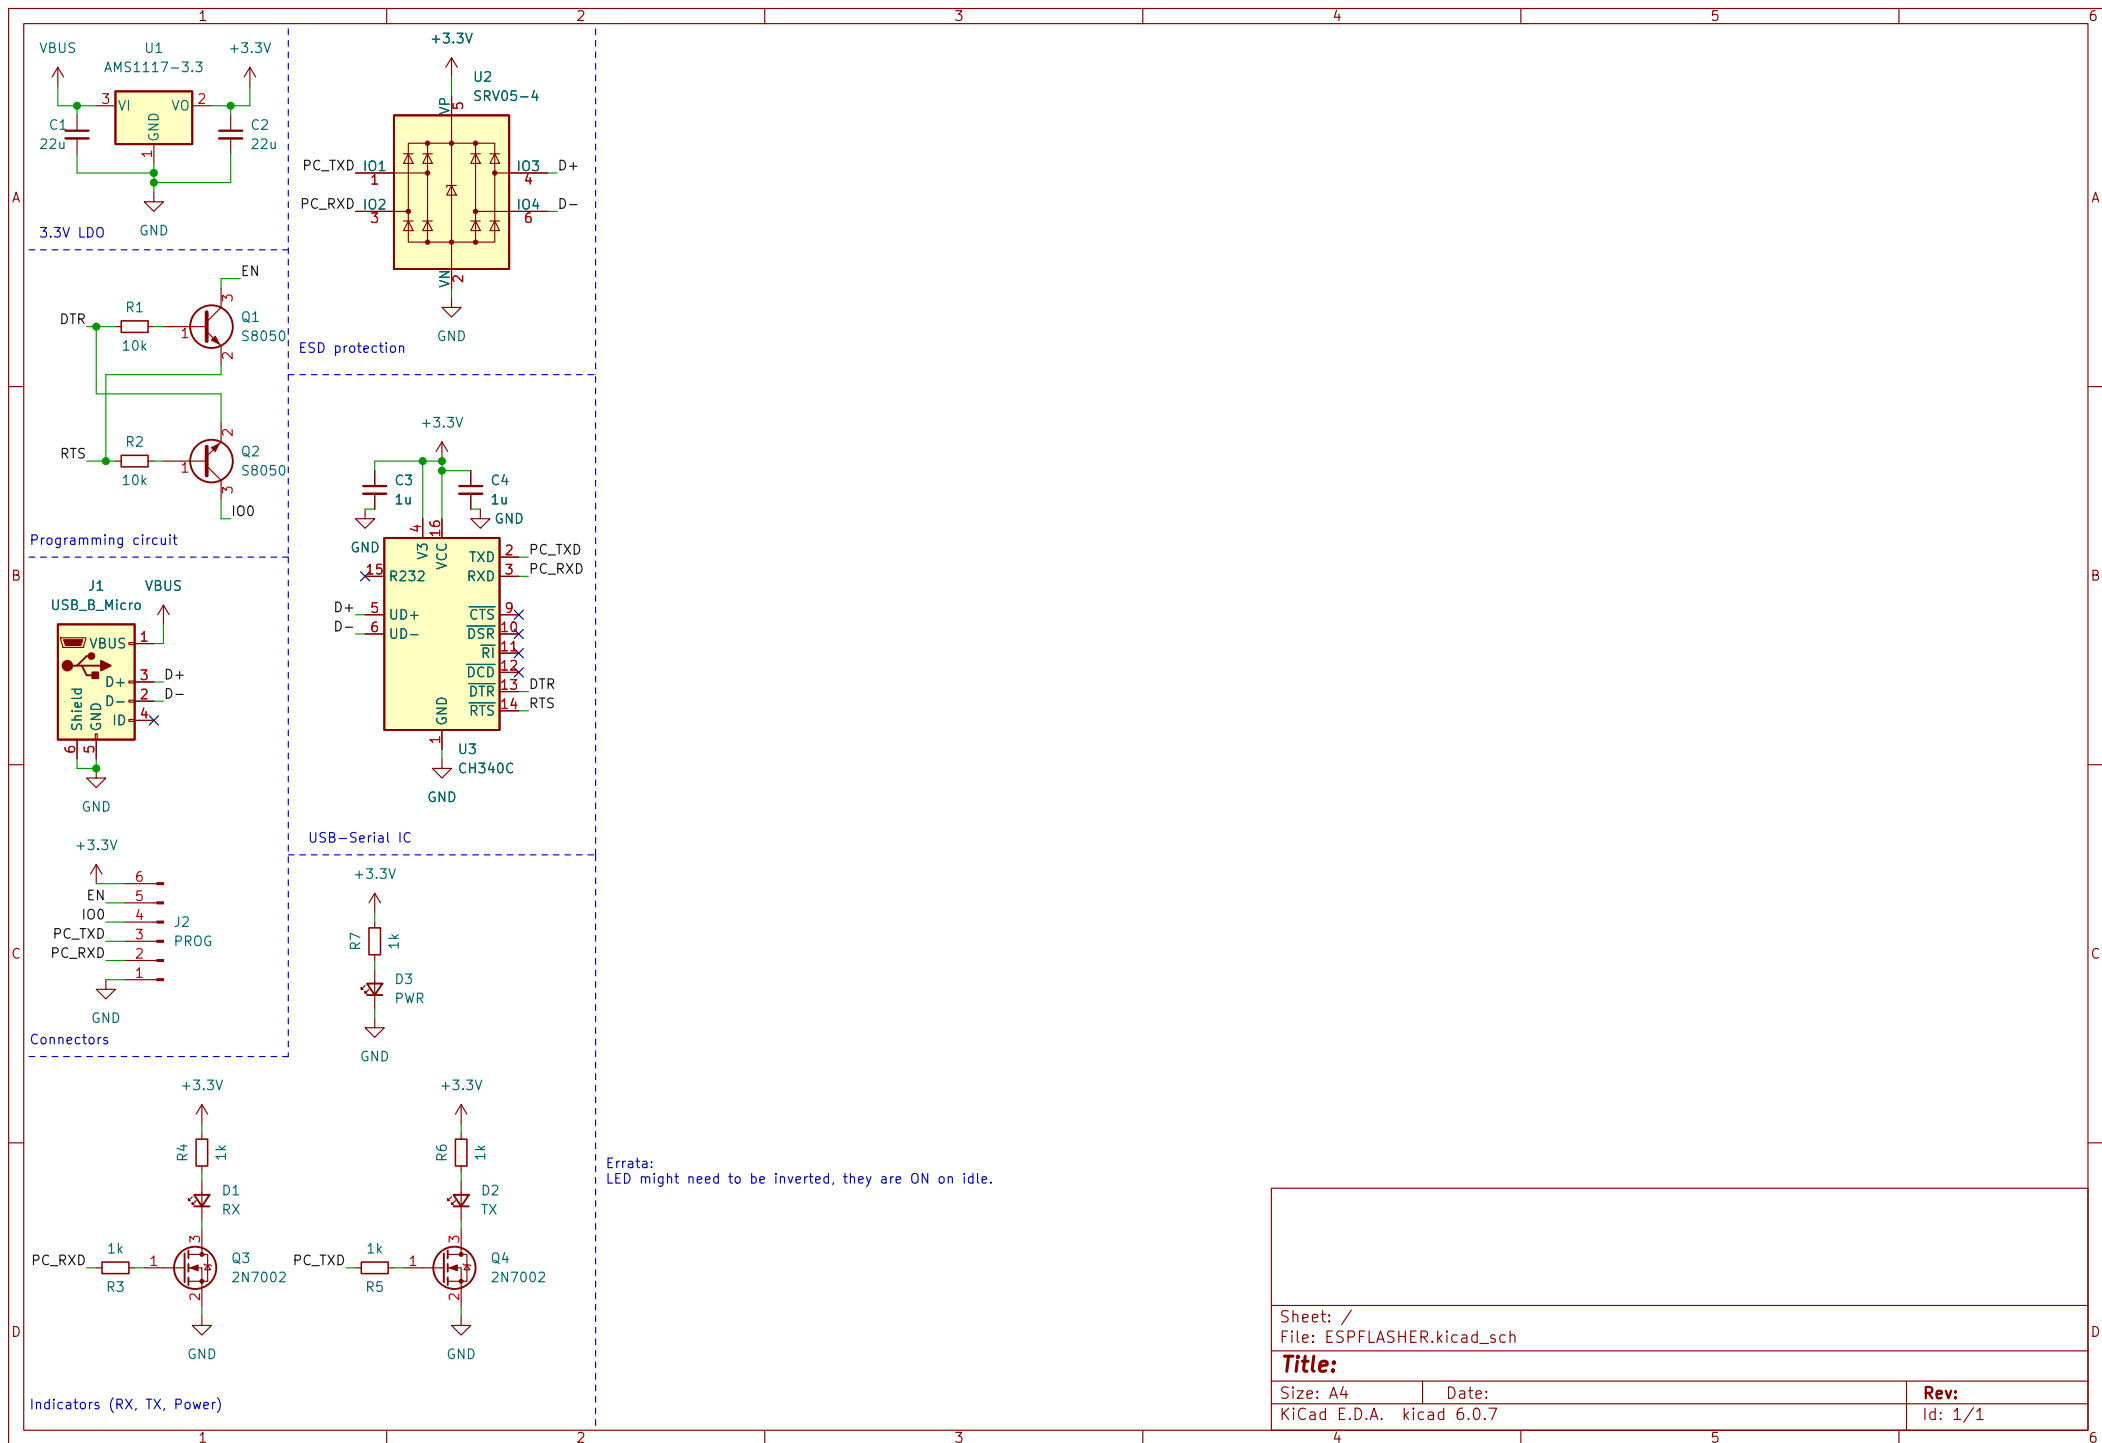 1 2 3 4 5 6
A
B
C
D
VBUS
U1
AMS1117-3.3
+3.3V
3
VI
VO
2
GND
1
C1
22u
C2
22u
GND
3.3V LDO
+3.3V
U2
SRV05-4
VP
5
PC_TXD
IO1
1
IO3
4
D+
PC_RXD
IO2
3
IO4
6
D-
VN
2
GND
ESD protection
EN
3
DTR
R1
10k
1
Q1
S8050
2
RTS
R2
10k
1
2
Q2
S8050
3
IO0
Programming circuit
+3.3V
C3
1u
C4
1u
GND
GND
4
V3
16
VCC
15
R232
TXD
2
PC_TXD
RXD
3
PC_RXD
D+
5
UD+
D-
6
UD-
CTS
9
DSR
10
RI
11
DCD
12
DTR
13
DTR
RTS
14
RTS
GND
1
U3
CH340C
GND
USB-Serial IC
J1
USB_B_Micro
VBUS
VBUS
1
D+
3
D+
D-
2
D-
ID
4
Shield
GND
6
5
GND
+3.3V
6
EN
5
IO0
4
PC_TXD
3
PC_RXD
2
1
J2
PROG
GND
Connectors
+3.3V
R7
1k
D3
PWR
GND
+3.3V
R4
1k
D1
RX
PC_RXD
1k
R3
1
3
2
Q3
2N7002
GND
+3.3V
R6
1k
D2
TX
PC_TXD
1k
R5
1
3
2
Q4
2N7002
GND
Indicators (RX, TX, Power)
Errata:
LED might need to be inverted, they are ON on idle.
Sheet: /
File: ESPFLASHER.kicad_sch
Title:
Size: A4
Date:
Rev:
KiCad E.D.A. kicad 6.0.7
Id: 1/1
A
B
C
D
1 2 3 4 5 6